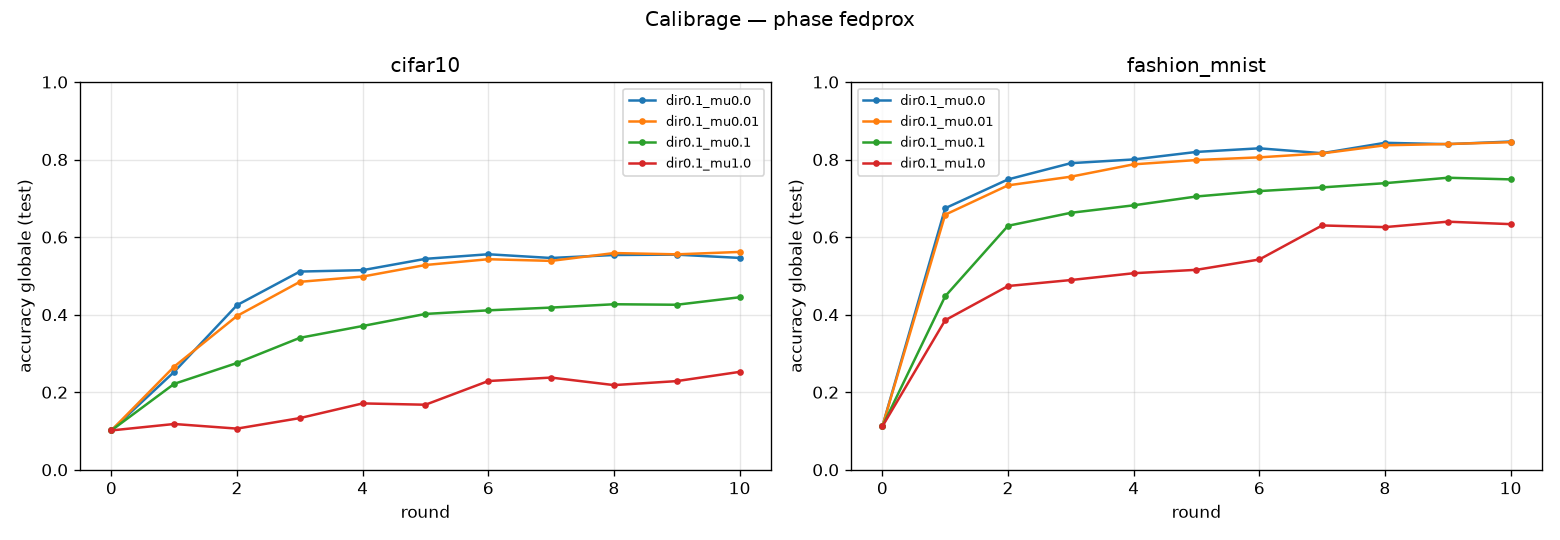 Calibrage — phase fedprox
cifar10
1.0
0.8
0.6
0.4
0.2
0.0
accuracy globale (test)
dir0.1_mu0.0
dir0.1_mu0.01
dir0.1_mu0.1
dir0.1_mu1.0
0 2 4 6 8 10
round
fashion_mnist
1.0
0.8
0.6
0.4
0.2
0.0
accuracy globale (test)
dir0.1_mu0.0
dir0.1_mu0.01
dir0.1_mu0.1
dir0.1_mu1.0
0 2 4 6 8 10
round